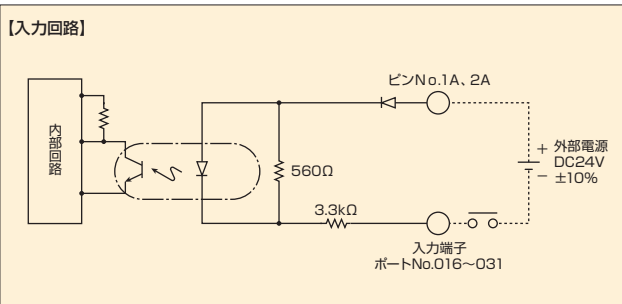 【入力回路】
ピンNo.1A、2A
内部回路
560Ω
+ 外部電源
DC24V
- ±10%
3.3kΩ
入力端子
ポートNo.016～031